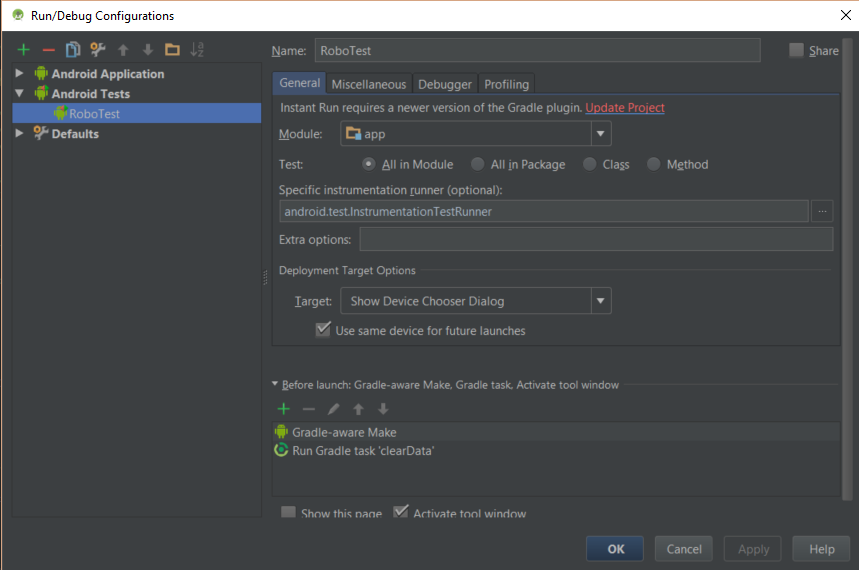 Run/Debug Configurations
Name: RoboTest Share
Android Application
Android Tests
RoboTest
Defaults
General Miscellaneous Debugger Profiling
Instant Run requires a newer version of the Gradle plugin. Update Project
Module: app
Test: All in Module All in Package Class Method
Specific instrumentation runner (optional):
android.test.InstrumentationTestRunner ...
Extra options:
Deployment Target Options
Target: Show Device Chooser Dialog
Use same device for future launches
Before launch: Gradle-aware Make, Gradle task, Activate tool window
Gradle-aware Make
Run Gradle task 'clearData'
Show this page Activate tool window
OK Cancel Apply Help